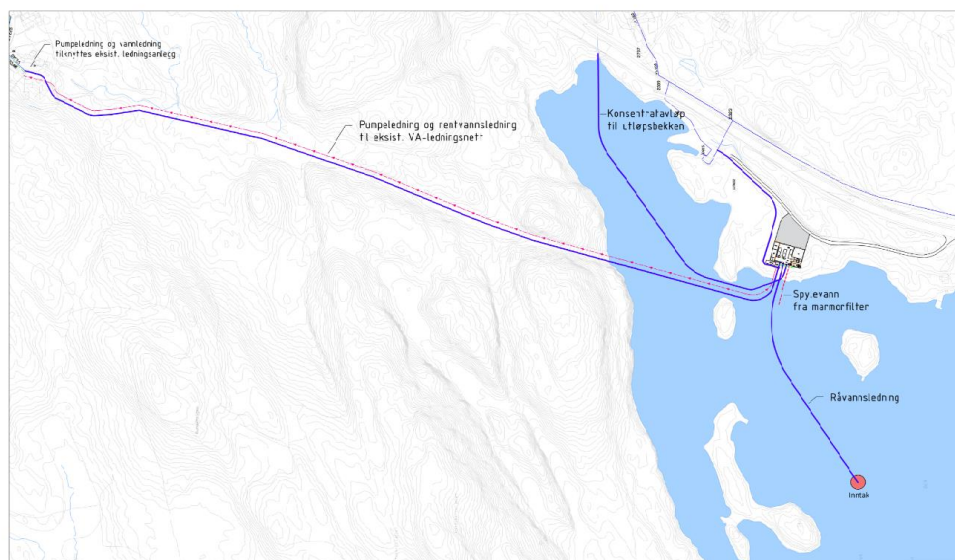 Pumpeledning og vannledning
tilknyttes eksist. ledningsanlegg
Konsentratavløp
til utløpsbekken
Pumpeledning og rentvannsledning
til eksist. VA-ledningsnett
Spylevann
fra marmorfilter
Råvannsledning
Inntak